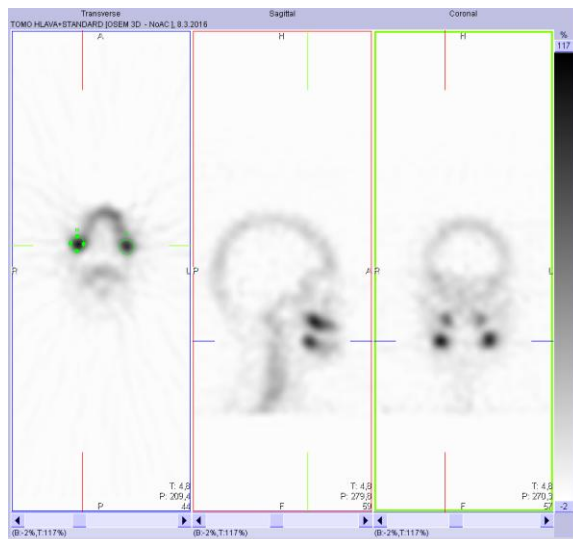 Transverse Sagittal Coronal
TOMO HLAVA+STANDARD [OSEM 3D - NoAC ], 8.3.2016
%
117
A H H
R L P A R L
T: 4,8 T: 4,8 T: 4,8
P: 209,4 P: 279,8 P: 270,3
P 44 F 59 F 57
-2
(B:-2%,T:117%) (B:-2%,T:117%) (B:-2%,T:117%)